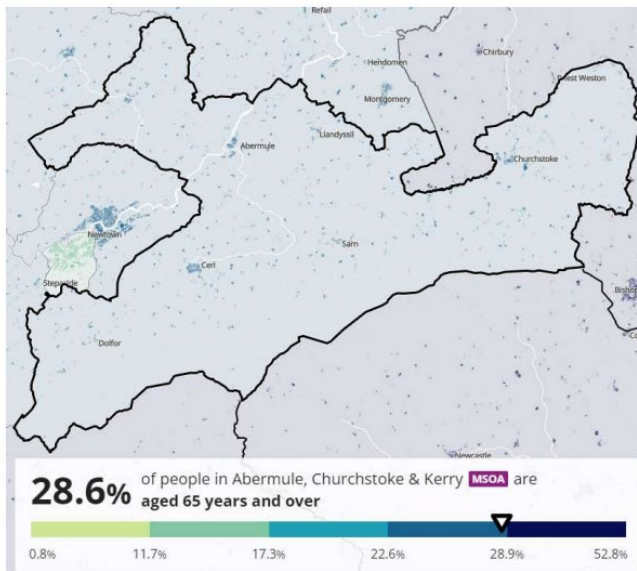 Refail
Chirbury
Hendomen
Priest Weston
Montgomery
Llandyssil
Abermule
Churchstoke
Newtown
Sarn
Ceri
Stepaside
Dolfor
Newcastle
28.6% of people in Abermule, Churchstoke & Kerry MSOA are
aged 65 years and over
0.8% 11.7% 17.3% 22.6% 28.9% 52.8%